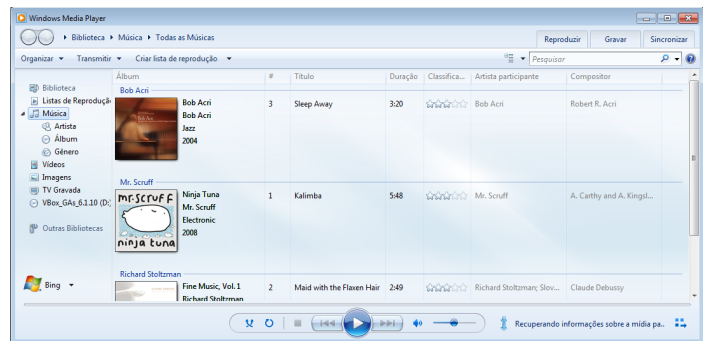 Windows Media Player
Biblioteca ▸ Música ▸ Todas as Músicas
Reproduzir Gravar Sincronizar
Organizar Transmitir Criar lista de reprodução Pesquisar
Álbum # Título Duração Classifica... Artista participante Compositor
Biblioteca
Listas de Reprodução
Música
Artista
Álbum
Gênero
Vídeos
Imagens
TV Gravada
VBox_GAs_6.1.10 (D:)
Outras Bibliotecas
Bing
Bob Acri
Bob Acri 3 Sleep Away 3:20 Bob Acri Robert R. Acri
Bob Acri
Jazz
2004
Mr. Scruff
mr.scruff
ninja tuna
Ninja Tuna 1 Kalimba 5:48 Mr. Scruff A. Carthy and A. Kingsl...
Mr. Scruff
Electronic
2008
Richard Stoltzman
Fine Music, Vol. 1 2 Maid with the Flaxen Hair 2:49 Richard Stoltzman; Slov... Claude Debussy
Richard Stoltzman
Recuperando informações sobre a mídia pa..